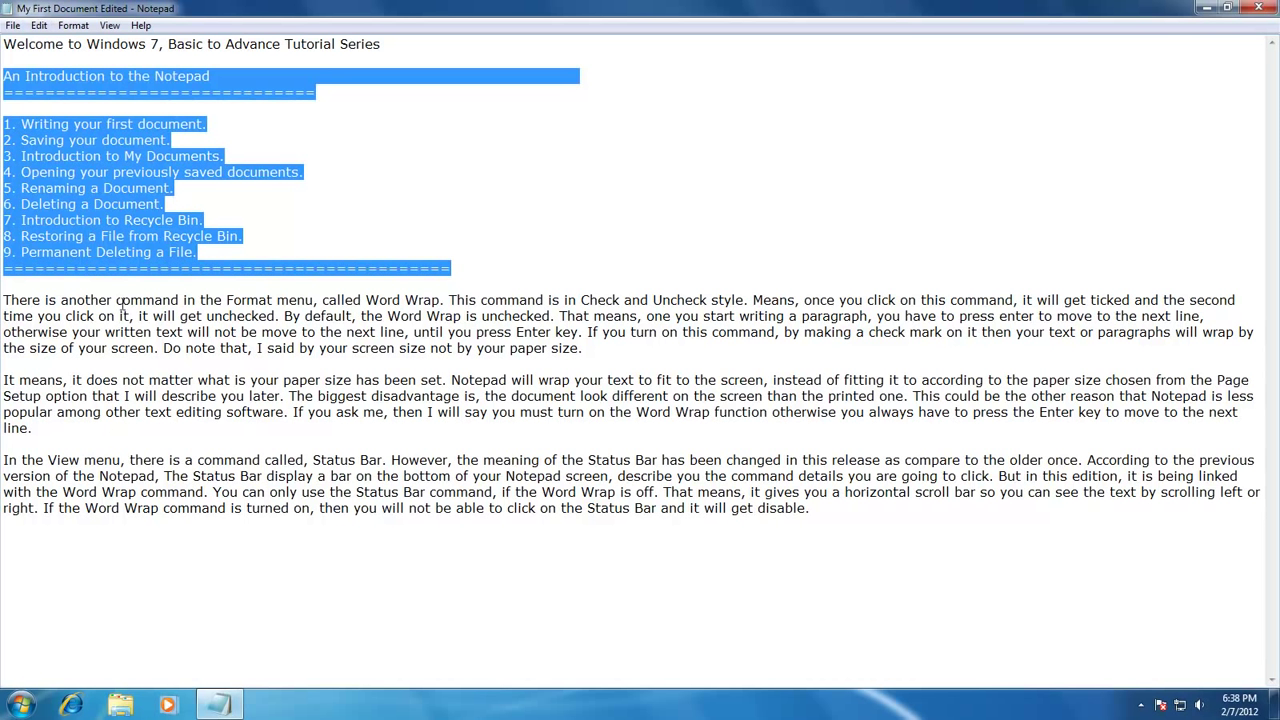 My First Document Edited - Notepad
File Edit Format View Help
Welcome to Windows 7, Basic to Advance Tutorial Series
An Introduction to the Notepad
==============================
1. Writing your first document.
2. Saving your document.
3. Introduction to My Documents.
4. Opening your previously saved documents.
5. Renaming a Document.
6. Deleting a Document.
7. Introduction to Recycle Bin.
8. Restoring a File from Recycle Bin.
9. Permanent Deleting a File.
===========================================
There is another command in the Format menu, called Word Wrap. This command is in Check and Uncheck style. Means, once you click on this command, it will get ticked and the second
time you click on it, it will get unchecked. By default, the Word Wrap is unchecked. That means, one you start writing a paragraph, you have to press enter to move to the next line,
otherwise your written text will not be move to the next line, until you press Enter key. If you turn on this command, by making a check mark on it then your text or paragraphs will wrap by
the size of your screen. Do note that, I said by your screen size not by your paper size.
It means, it does not matter what is your paper size has been set. Notepad will wrap your text to fit to the screen, instead of fitting it to according to the paper size chosen from the Page
Setup option that I will describe you later. The biggest disadvantage is, the document look different on the screen than the printed one. This could be the other reason that Notepad is less
popular among other text editing software. If you ask me, then I will say you must turn on the Word Wrap function otherwise you always have to press the Enter key to move to the next
line.
In the View menu, there is a command called, Status Bar. However, the meaning of the Status Bar has been changed in this release as compare to the older once. According to the previous
version of the Notepad, The Status Bar display a bar on the bottom of your Notepad screen, describe you the command details you are going to click. But in this edition, it is being linked
with the Word Wrap command. You can only use the Status Bar command, if the Word Wrap is off. That means, it gives you a horizontal scroll bar so you can see the text by scrolling left or
right. If the Word Wrap command is turned on, then you will not be able to click on the Status Bar and it will get disable.
6:38 PM
2/7/2012